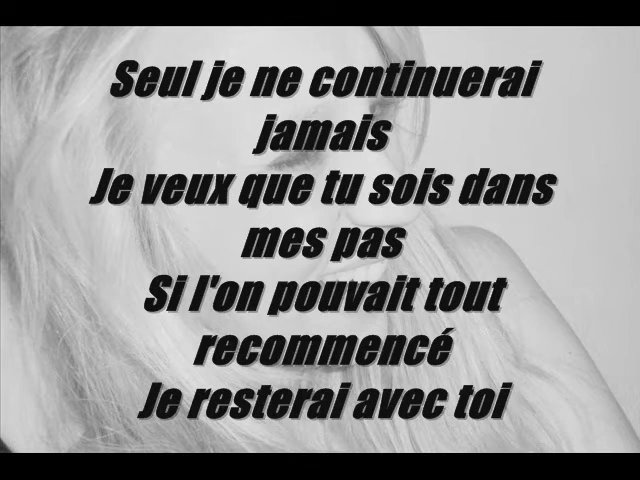 Seul je ne continuerai
jamais
Je veux que tu sois dans
mes pas
Si l'on pouvait tout
recommencé
Je resterai avec toi